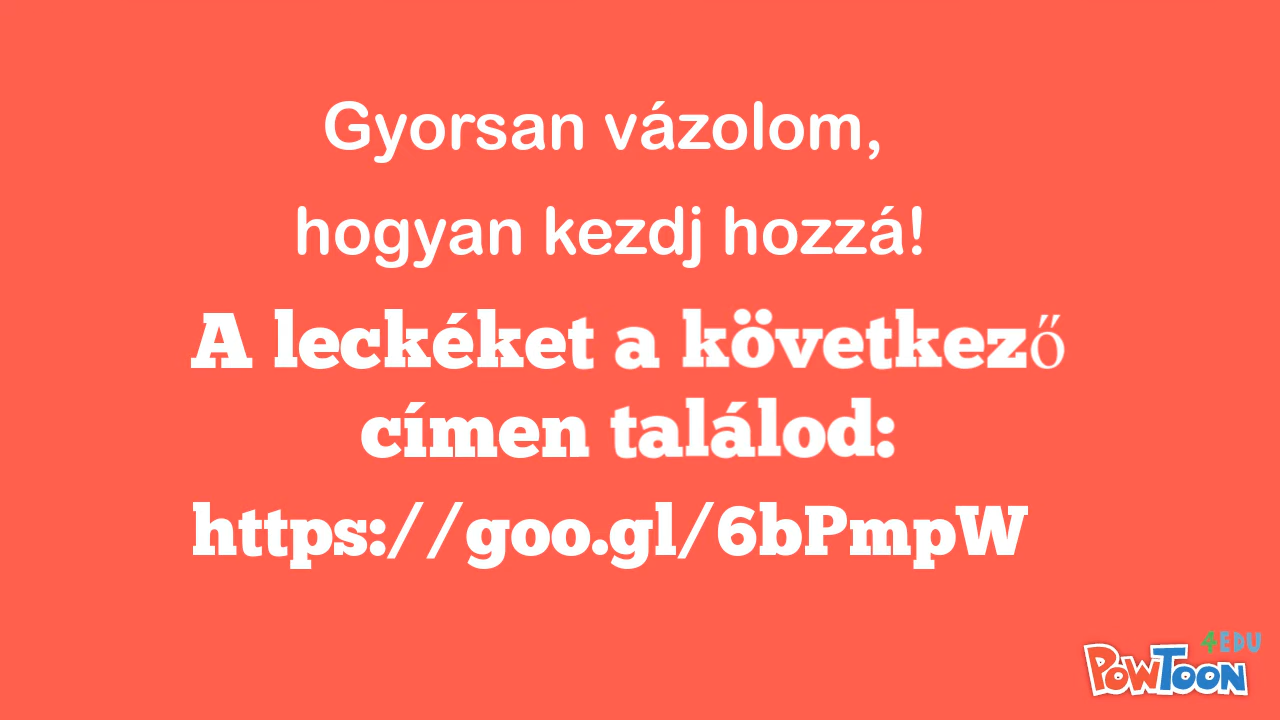 Gyorsan vázolom,
hogyan kezdj hozzá!
A leckéket a következő
címen találod:
https://goo.gl/6bPmpW
4EDU
POWTOON